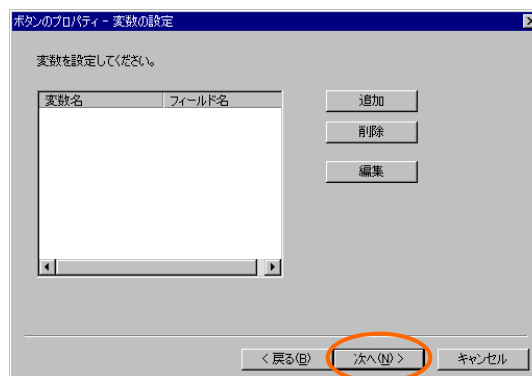 ボタンのプロパティ - 変数の設定
変数を設定してください。
変数名 フィールド名
追加
削除
編集
< 戻る(B) 次へ(N) > キャンセル